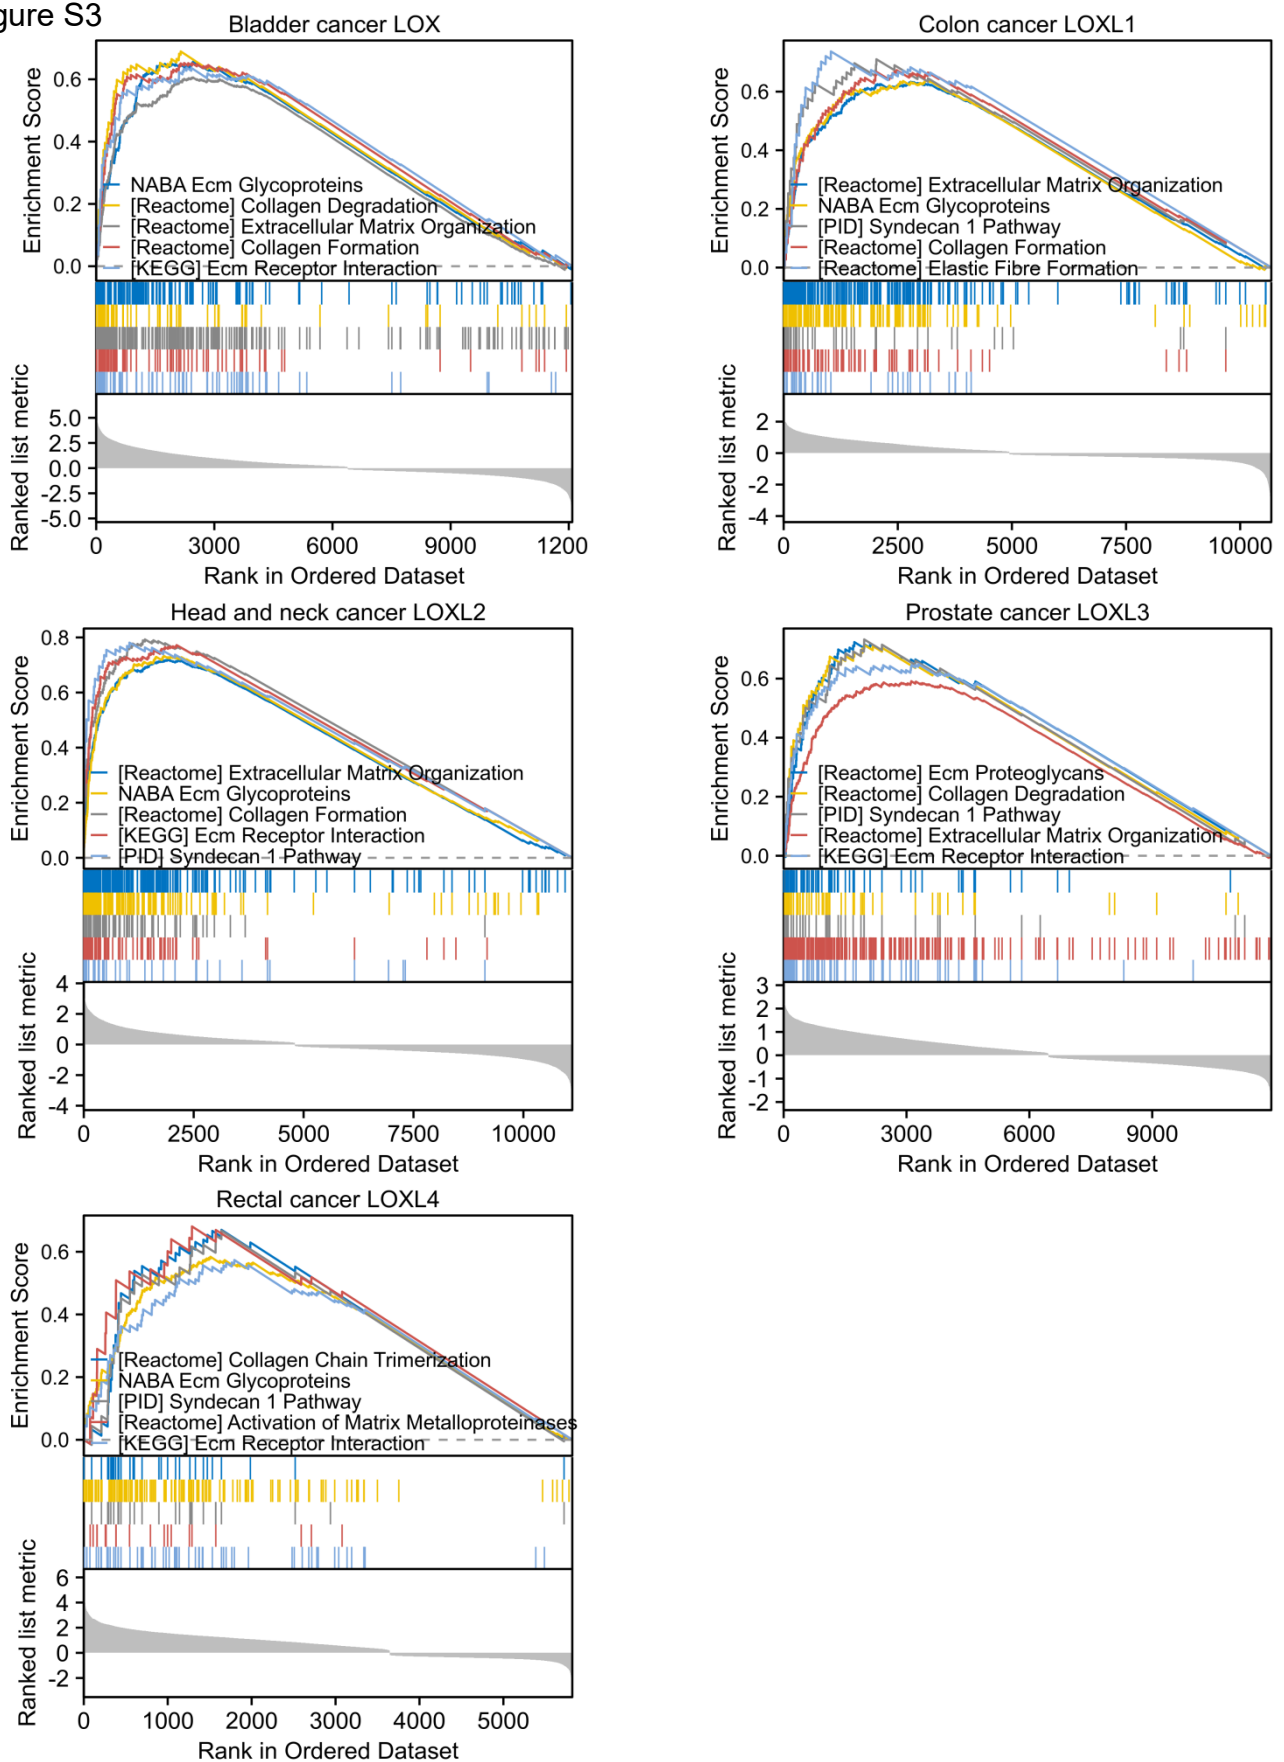 gure S3
Bladder cancer LOX
Enrichment Score
0.6
0.4
0.2
0.0
NABA Ecm Glycoproteins
[Reactome] Collagen Degradation
[Reactome] Extracellular Matrix Organization
[Reactome] Collagen Formation
[KEGG] Ecm Receptor Interaction
Ranked list metric
5.0
2.5
0.0
-2.5
-5.0
0 3000 6000 9000 1200
Rank in Ordered Dataset
Colon cancer LOXL1
Enrichment Score
0.6
0.4
0.2
0.0
[Reactome] Extracellular Matrix Organization
NABA Ecm Glycoproteins
[PID] Syndecan 1 Pathway
[Reactome] Collagen Formation
[Reactome] Elastic Fibre Formation
Ranked list metric
2
0
-2
-4
0 2500 5000 7500 10000
Rank in Ordered Dataset
Head and neck cancer LOXL2
Enrichment Score
0.8
0.6
0.4
0.2
0.0
[Reactome] Extracellular Matrix Organization
NABA Ecm Glycoproteins
[Reactome] Collagen Formation
[KEGG] Ecm Receptor Interaction
[PID] Syndecan 1 Pathway
Ranked list metric
4
2
0
-2
-4
0 2500 5000 7500 10000
Rank in Ordered Dataset
Prostate cancer LOXL3
Enrichment Score
0.6
0.4
0.2
0.0
[Reactome] Ecm Proteoglycans
[Reactome] Collagen Degradation
[PID] Syndecan 1 Pathway
[Reactome] Extracellular Matrix Organization
[KEGG] Ecm Receptor Interaction
Ranked list metric
3
2
1
0
-1
-2
0 3000 6000 9000
Rank in Ordered Dataset
Rectal cancer LOXL4
Enrichment Score
0.6
0.4
0.2
0.0
[Reactome] Collagen Chain Trimerization
NABA Ecm Glycoproteins
[PID] Syndecan 1 Pathway
[Reactome] Activation of Matrix Metalloproteinases
[KEGG] Ecm Receptor Interaction
Ranked list metric
6
4
2
0
-2
0 1000 2000 3000 4000 5000
Rank in Ordered Dataset